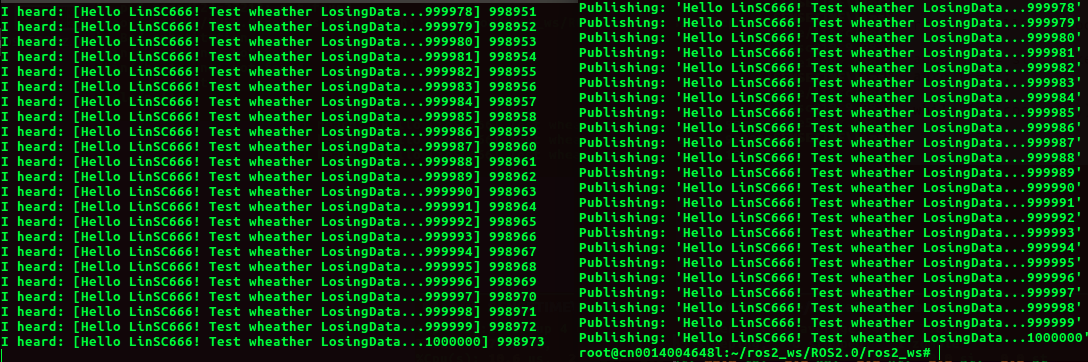 I heard: [Hello LinSC666! Test wheather LosingData...999978] 998951
I heard: [Hello LinSC666! Test wheather LosingData...999979] 998952
I heard: [Hello LinSC666! Test wheather LosingData...999980] 998953
I heard: [Hello LinSC666! Test wheather LosingData...999981] 998954
I heard: [Hello LinSC666! Test wheather LosingData...999982] 998955
I heard: [Hello LinSC666! Test wheather LosingData...999983] 998956
I heard: [Hello LinSC666! Test wheather LosingData...999984] 998957
I heard: [Hello LinSC666! Test wheather LosingData...999985] 998958
I heard: [Hello LinSC666! Test wheather LosingData...999986] 998959
I heard: [Hello LinSC666! Test wheather LosingData...999987] 998960
I heard: [Hello LinSC666! Test wheather LosingData...999988] 998961
I heard: [Hello LinSC666! Test wheather LosingData...999989] 998962
I heard: [Hello LinSC666! Test wheather LosingData...999990] 998963
I heard: [Hello LinSC666! Test wheather LosingData...999991] 998964
I heard: [Hello LinSC666! Test wheather LosingData...999992] 998965
I heard: [Hello LinSC666! Test wheather LosingData...999993] 998966
I heard: [Hello LinSC666! Test wheather LosingData...999994] 998967
I heard: [Hello LinSC666! Test wheather LosingData...999995] 998968
I heard: [Hello LinSC666! Test wheather LosingData...999996] 998969
I heard: [Hello LinSC666! Test wheather LosingData...999997] 998970
I heard: [Hello LinSC666! Test wheather LosingData...999998] 998971
I heard: [Hello LinSC666! Test wheather LosingData...999999] 998972
I heard: [Hello LinSC666! Test wheather LosingData...1000000] 998973
Publishing: 'Hello LinSC666! Test wheather LosingData...999978'
Publishing: 'Hello LinSC666! Test wheather LosingData...999979'
Publishing: 'Hello LinSC666! Test wheather LosingData...999980'
Publishing: 'Hello LinSC666! Test wheather LosingData...999981'
Publishing: 'Hello LinSC666! Test wheather LosingData...999982'
Publishing: 'Hello LinSC666! Test wheather LosingData...999983'
Publishing: 'Hello LinSC666! Test wheather LosingData...999984'
Publishing: 'Hello LinSC666! Test wheather LosingData...999985'
Publishing: 'Hello LinSC666! Test wheather LosingData...999986'
Publishing: 'Hello LinSC666! Test wheather LosingData...999987'
Publishing: 'Hello LinSC666! Test wheather LosingData...999988'
Publishing: 'Hello LinSC666! Test wheather LosingData...999989'
Publishing: 'Hello LinSC666! Test wheather LosingData...999990'
Publishing: 'Hello LinSC666! Test wheather LosingData...999991'
Publishing: 'Hello LinSC666! Test wheather LosingData...999992'
Publishing: 'Hello LinSC666! Test wheather LosingData...999993'
Publishing: 'Hello LinSC666! Test wheather LosingData...999994'
Publishing: 'Hello LinSC666! Test wheather LosingData...999995'
Publishing: 'Hello LinSC666! Test wheather LosingData...999996'
Publishing: 'Hello LinSC666! Test wheather LosingData...999997'
Publishing: 'Hello LinSC666! Test wheather LosingData...999998'
Publishing: 'Hello LinSC666! Test wheather LosingData...999999'
Publishing: 'Hello LinSC666! Test wheather LosingData...1000000
root@cn00140064648l:~/ros2_ws/ROS2.0/ros2_ws#